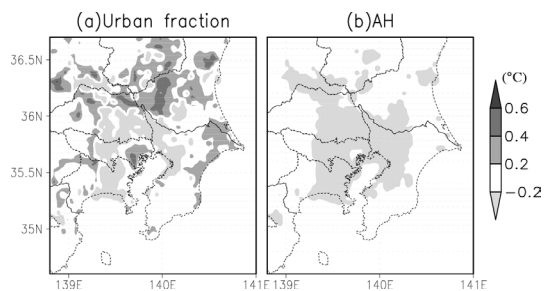 (a)Urban fraction
(b)AH
36.5N
36N
35.5N
35N
139E
140E
141E
139E
140E
141E
(°C)
0.6
0.4
0.2
−0.2